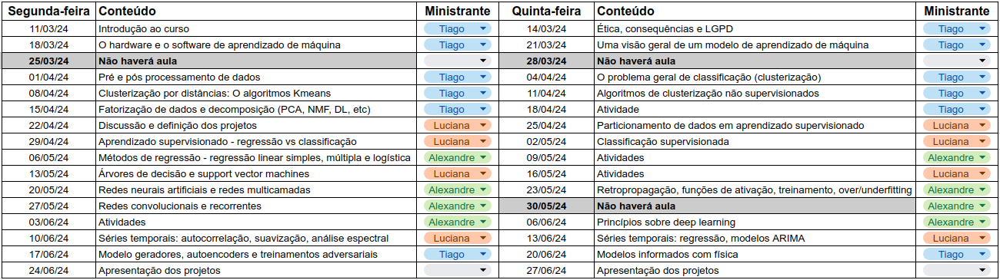 Segunda-feira Conteúdo Ministrante Quinta-feira Conteúdo Ministrante
11/03/24 Introdução ao curso Tiago 14/03/24 Ética, consequências e LGPD Tiago
18/03/24 O hardware e o software de aprendizado de máquina Tiago 21/03/24 Uma visão geral de um modelo de aprendizado de máquina Tiago
25/03/24 Não haverá aula 28/03/24 Não haverá aula
01/04/24 Pré e pós processamento de dados Tiago 04/04/24 O problema geral de classificação (clusterização) Tiago
08/04/24 Clusterização por distâncias: O algoritmos Kmeans Tiago 11/04/24 Algoritmos de clusterização não supervisionados Tiago
15/04/24 Fatorização de dados e decomposição (PCA, NMF, DL, etc) Tiago 18/04/24 Atividade Tiago
22/04/24 Discussão e definição dos projetos Luciana 25/04/24 Particionamento de dados em aprendizado supervisionado Luciana
29/04/24 Aprendizado supervisionado - regressão vs classificação Luciana 02/05/24 Classificação supervisionada Luciana
06/05/24 Métodos de regressão - regressão linear simples, múltipla e logística Alexandre 09/05/24 Atividades Alexandre
13/05/24 Árvores de decisão e support vector machines Luciana 16/05/24 Atividades Luciana
20/05/24 Redes neurais artificiais e redes multicamadas Alexandre 23/05/24 Retropropagação, funções de ativação, treinamento, over/underfitting Alexandre
27/05/24 Redes convolucionais e recorrentes Alexandre 30/05/24 Não haverá aula Alexandre
03/06/24 Atividades Alexandre 06/06/24 Princípios sobre deep learning Alexandre
10/06/24 Séries temporais: autocorrelação, suavização, análise espectral Luciana 13/06/24 Séries temporais: regressão, modelos ARIMA Luciana
17/06/24 Modelo geradores, autoencoders e treinamentos adversariais Tiago 20/06/24 Modelos informados com física Tiago
24/06/24 Apresentação dos projetos 27/06/24 Apresentação dos projetos